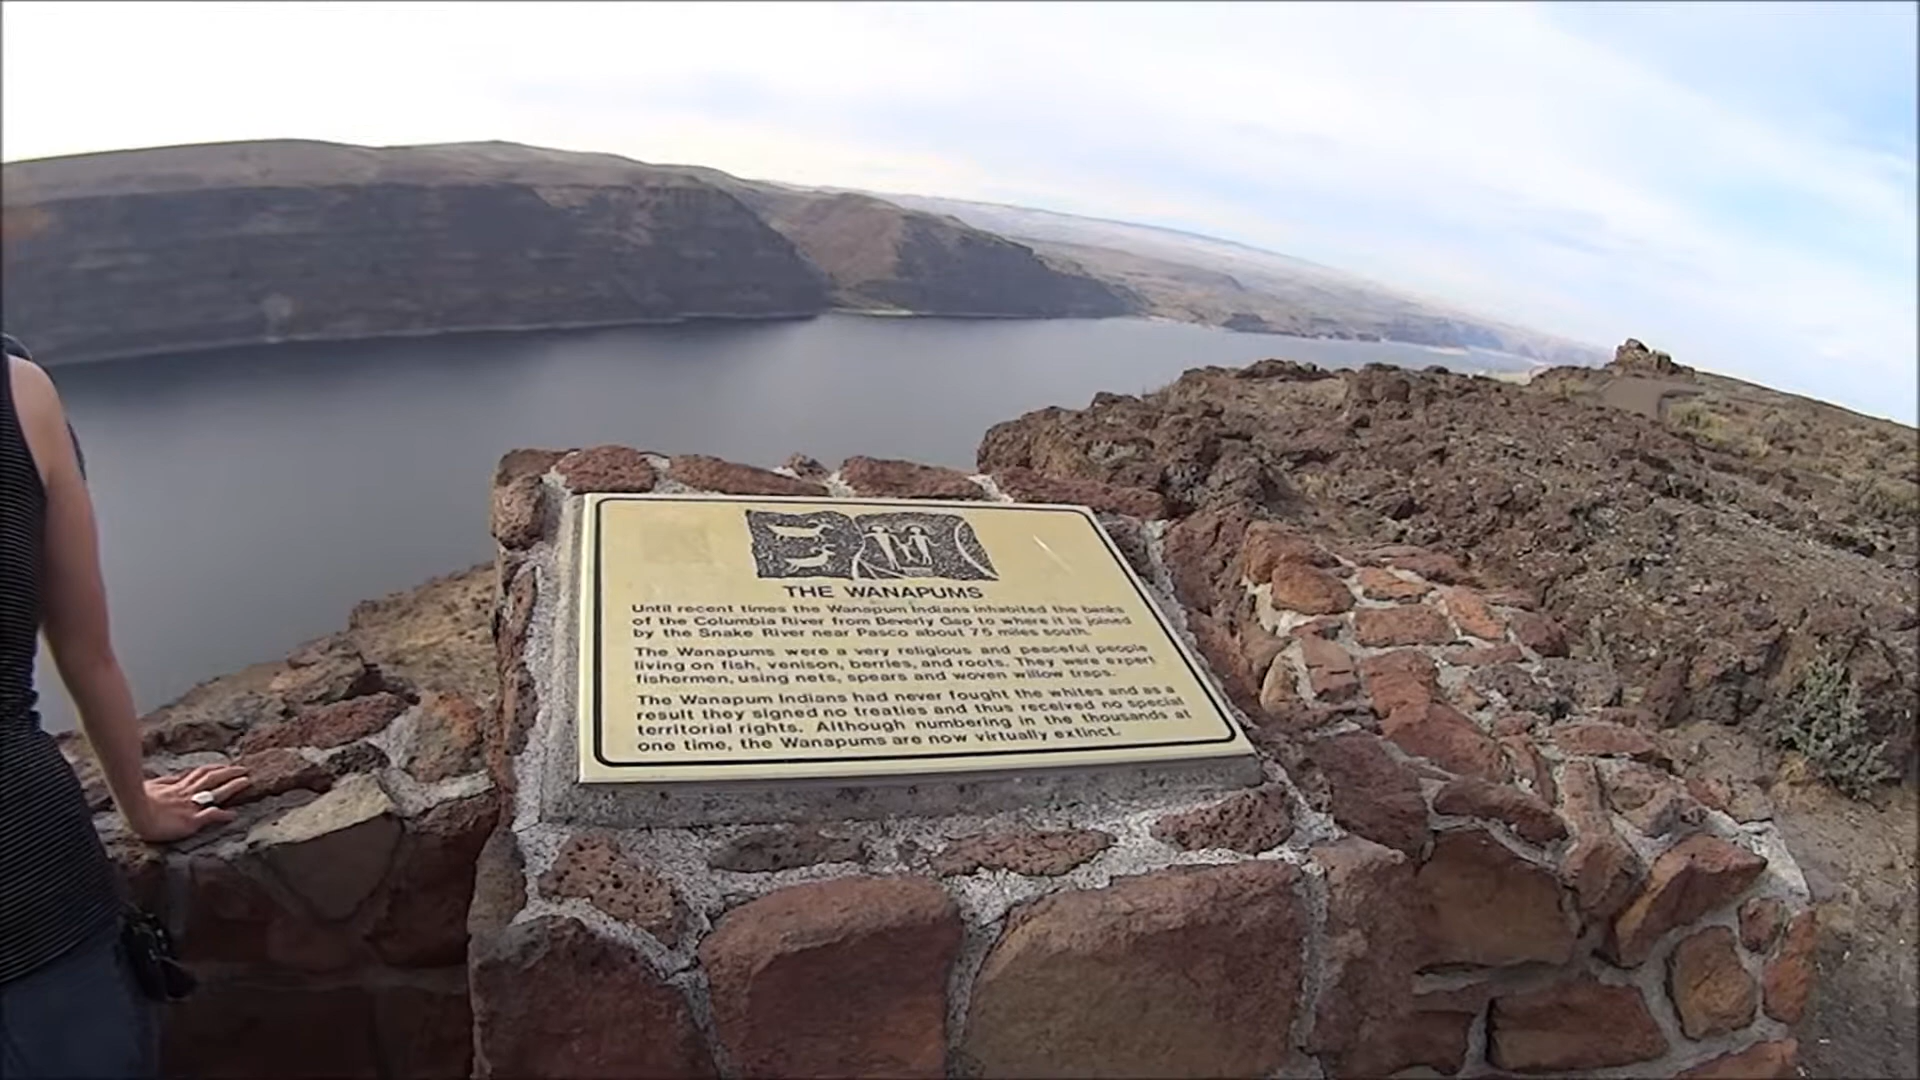 THE WANAPUMS
Until recent times the Wanapum Indians inhabited the banks
of the Columbia River from Beverly Gap to where it is joined
by the Snake River near Pasco about 75 miles south.
The Wanapums were a very religious and peaceful people
living on fish, venison, berries, and roots. They were expert
fishermen, using nets, spears and woven willow traps.
The Wanapum Indians had never fought the whites and as a
result they signed no treaties and thus received no special
territorial rights. Although numbering in the thousands at
one time, the Wanapums are now virtually extinct.